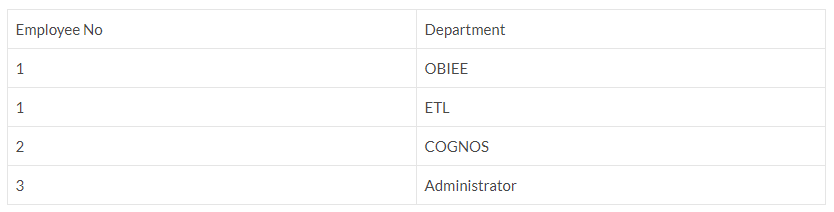 Employee No Department
1 OBIEE
1 ETL
2 COGNOS
3 Administrator